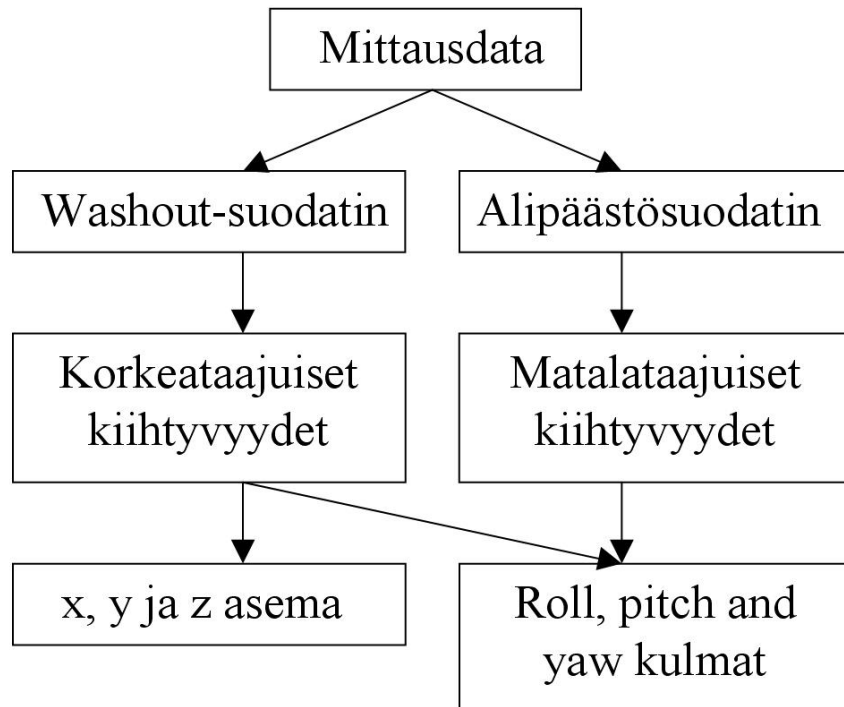 Mittausdata
Washout-suodatin
Alipäästösuodatin
Korkeataajuiset
kiihtyvyydet
Matalataajuiset
kiihtyvyydet
x, y ja z asema
Roll, pitch and
yaw kulmat